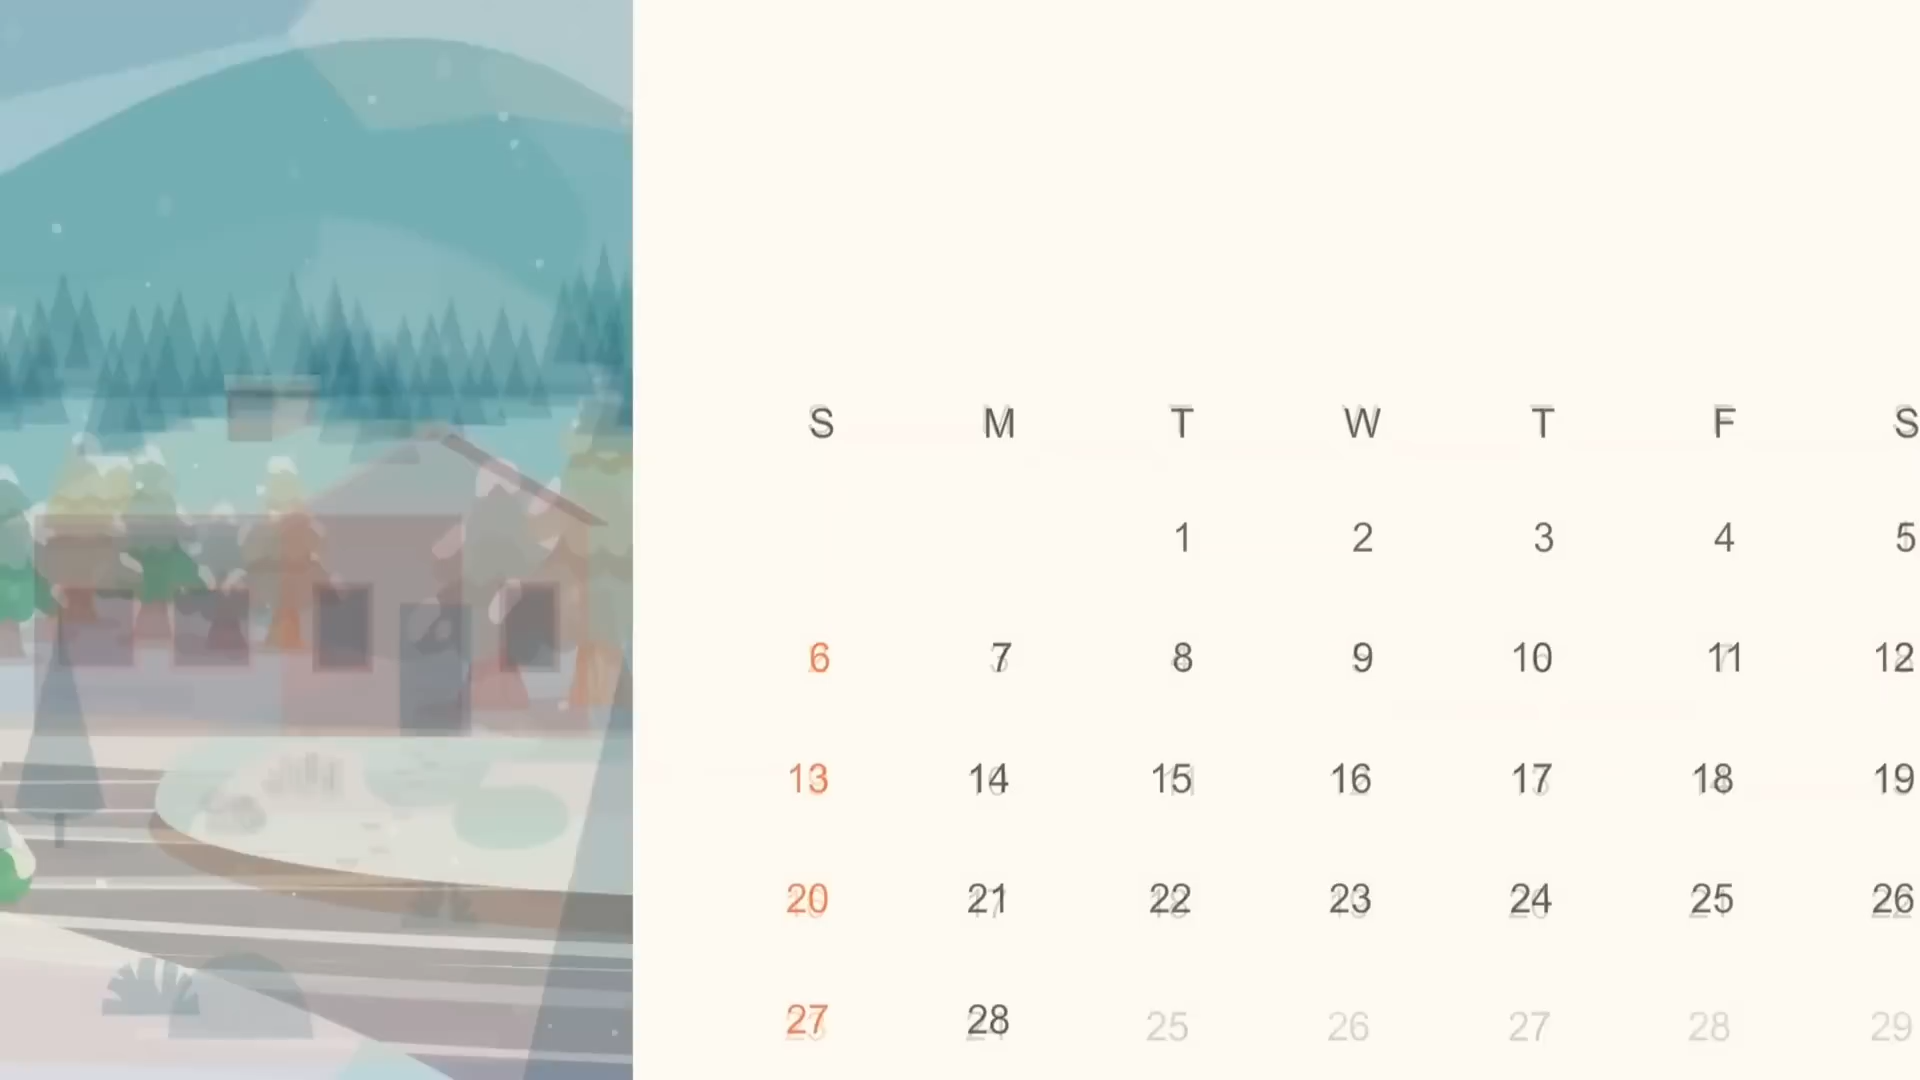 S M T W T F S
1 2 3 4 5
6 7 8 9 10 11 12
13 14 15 16 17 18 19
20 21 22 23 24 25 26
27 28 25 26 27 28 29